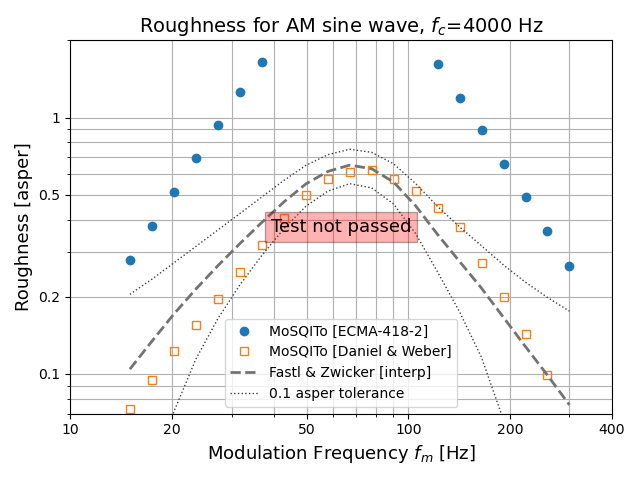 Roughness for AM sine wave, f_c=4000 Hz
Roughness [asper]
1
0.5
0.2
0.1
Test not passed
MoSQITo [ECMA-418-2]
MoSQITo [Daniel & Weber]
Fastl & Zwicker [interp]
0.1 asper tolerance
10 20 50 100 200 400
Modulation Frequency f_m [Hz]